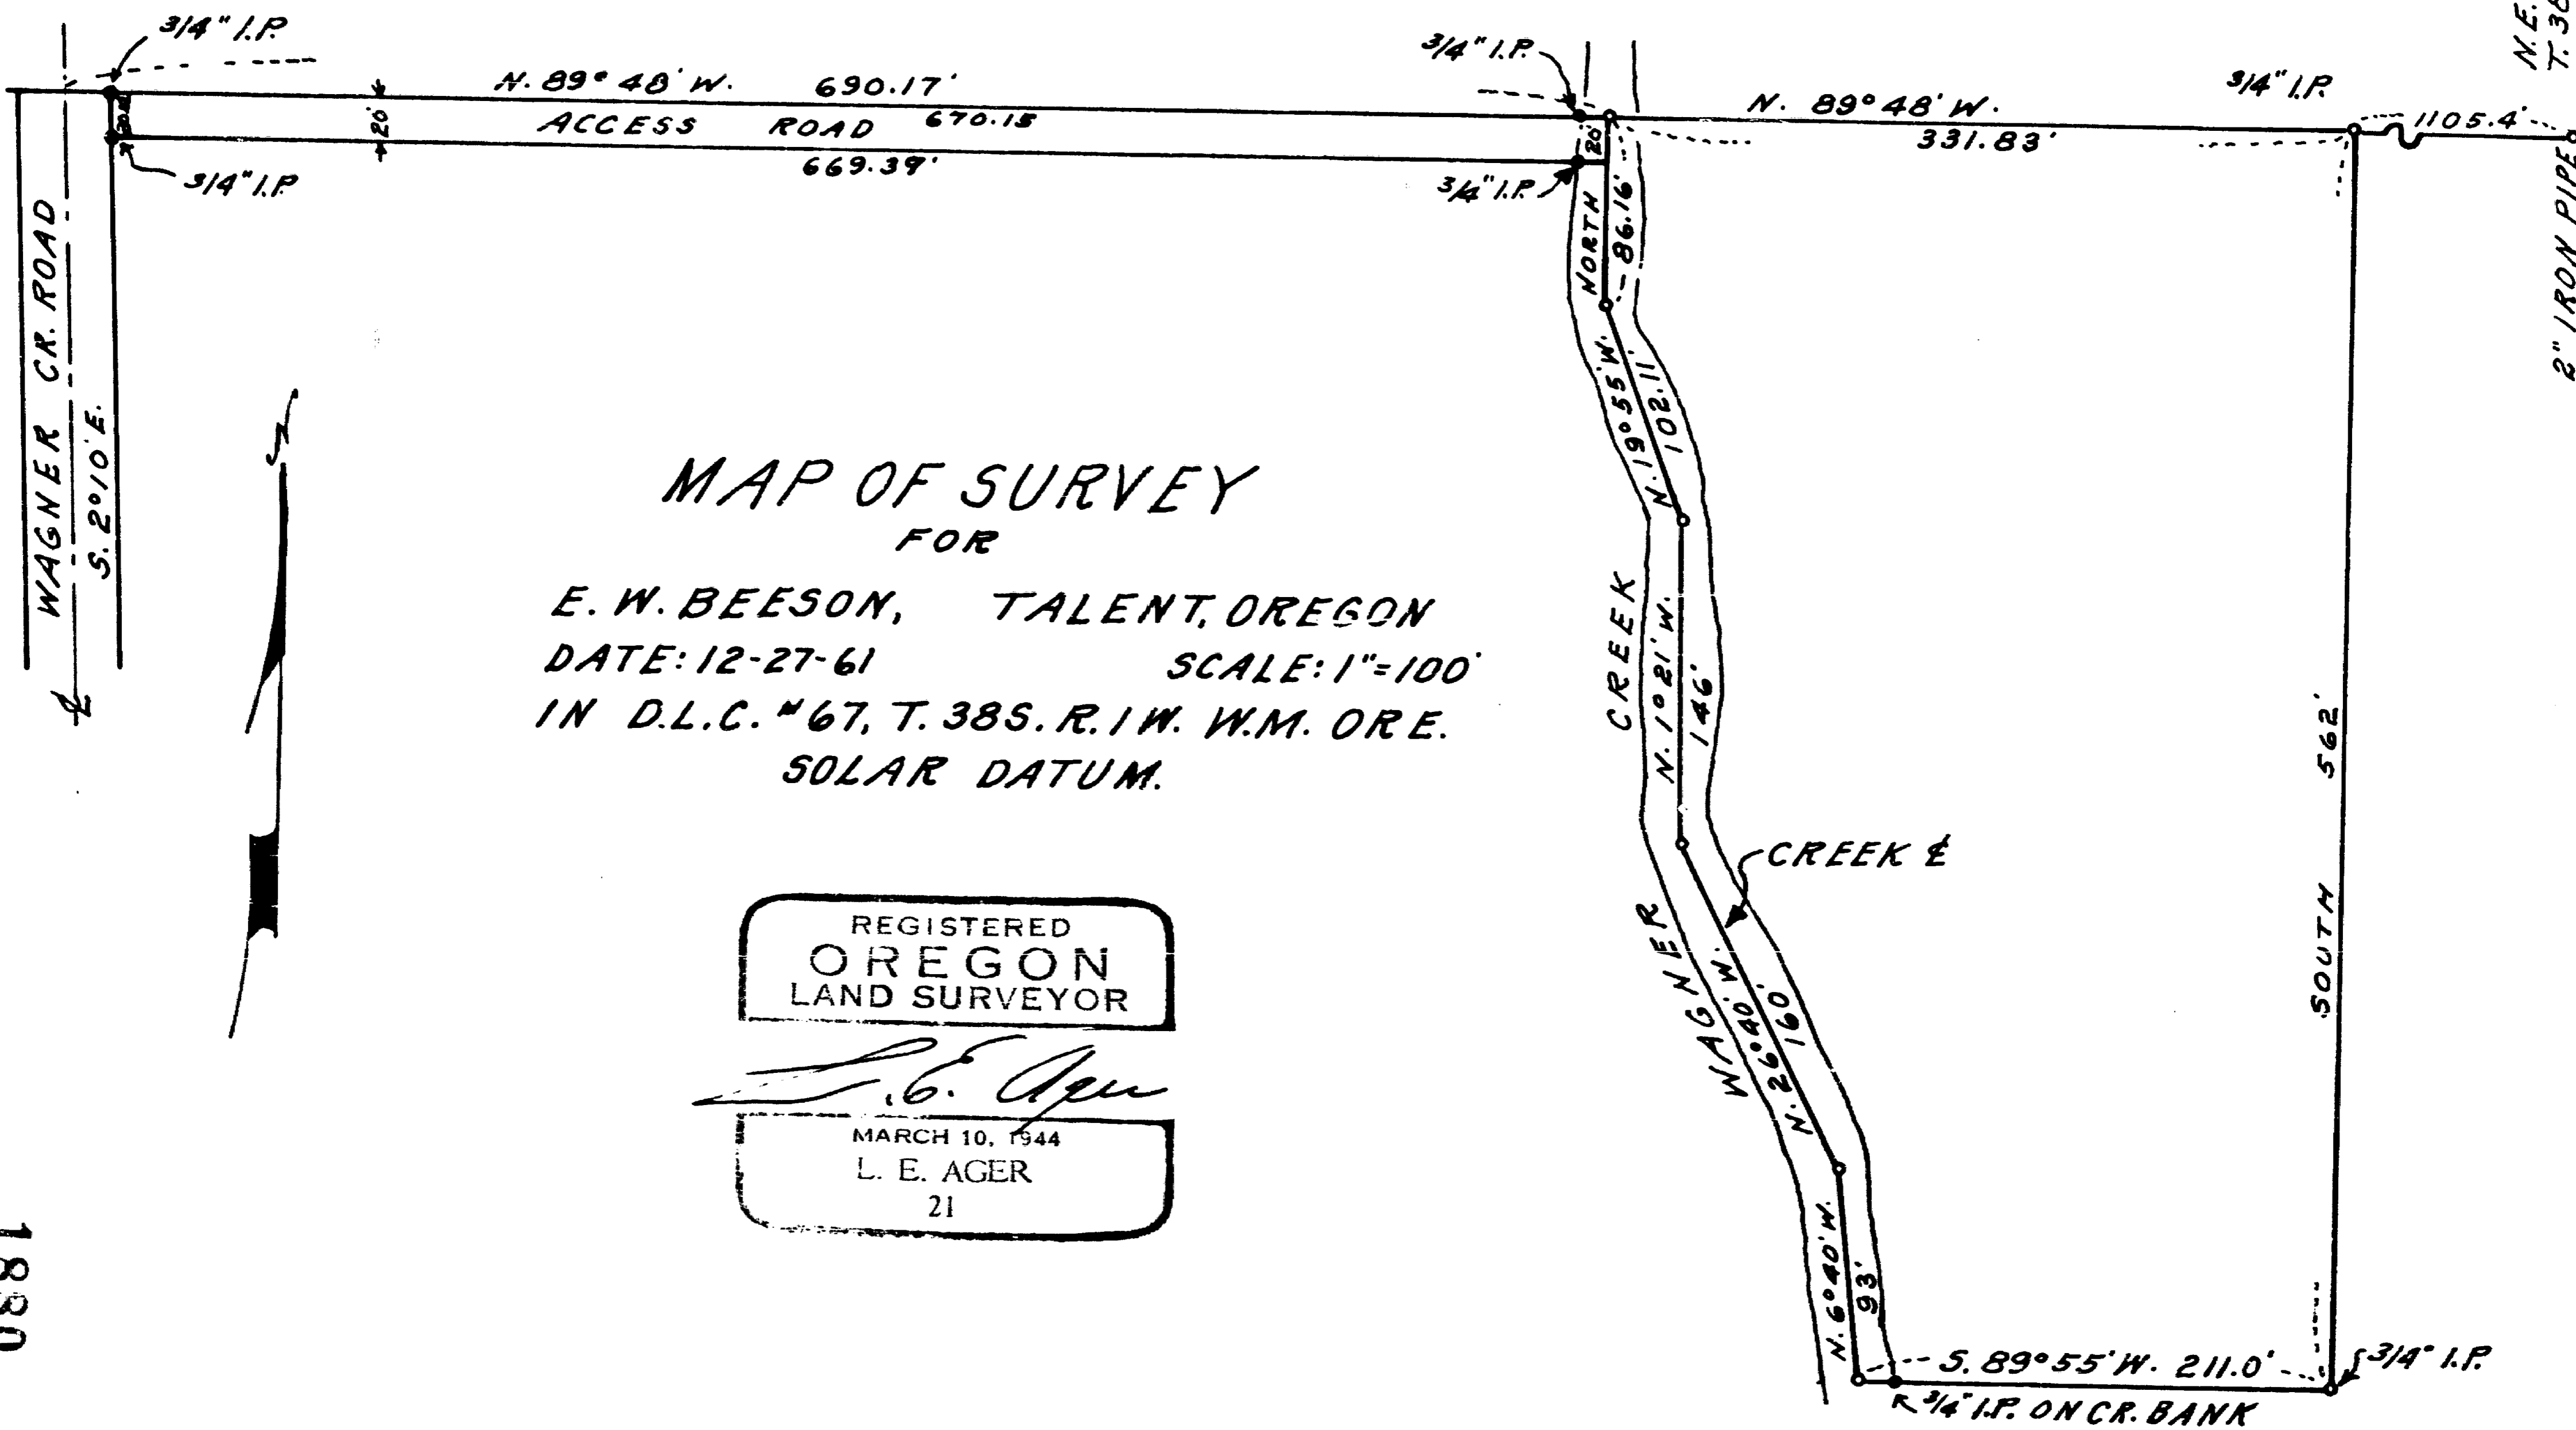 3/4" I.P.
N. 89° 48' W. 690.17'
ACCESS ROAD 670.15
669.39'
20'
3/4" I.P.
3/4" I.P.
3/4" I.P.
20'
N. 89° 48' W.
331.83'
3/4" I.P.
1105.4'
N.E.
T. 38
2" IRON PIPE
WAGNER CR. ROAD
S. 2° 10' E.
℄
NORTH
86.16'
N. 19° 55' W.
102.11'
N. 1° 21' W.
146'
CREEK ℄
WAGNER CREEK
N. 26° 40' W.
160'
N. 6° 40' W.
93'
SOUTH 562'
S. 89° 55' W. 211.0'
3/4" I.P.
3/4" I.P. ON CR. BANK
MAP OF SURVEY
FOR
E. W. BEESON, TALENT, OREGON
DATE: 12-27-61 SCALE: 1"=100'
IN D.L.C. #67, T. 38S. R. 1 W. W.M. ORE.
SOLAR DATUM.
REGISTERED
OREGON
LAND SURVEYOR
L. E. Ager
MARCH 10, 1944
L. E. AGER
21
1880